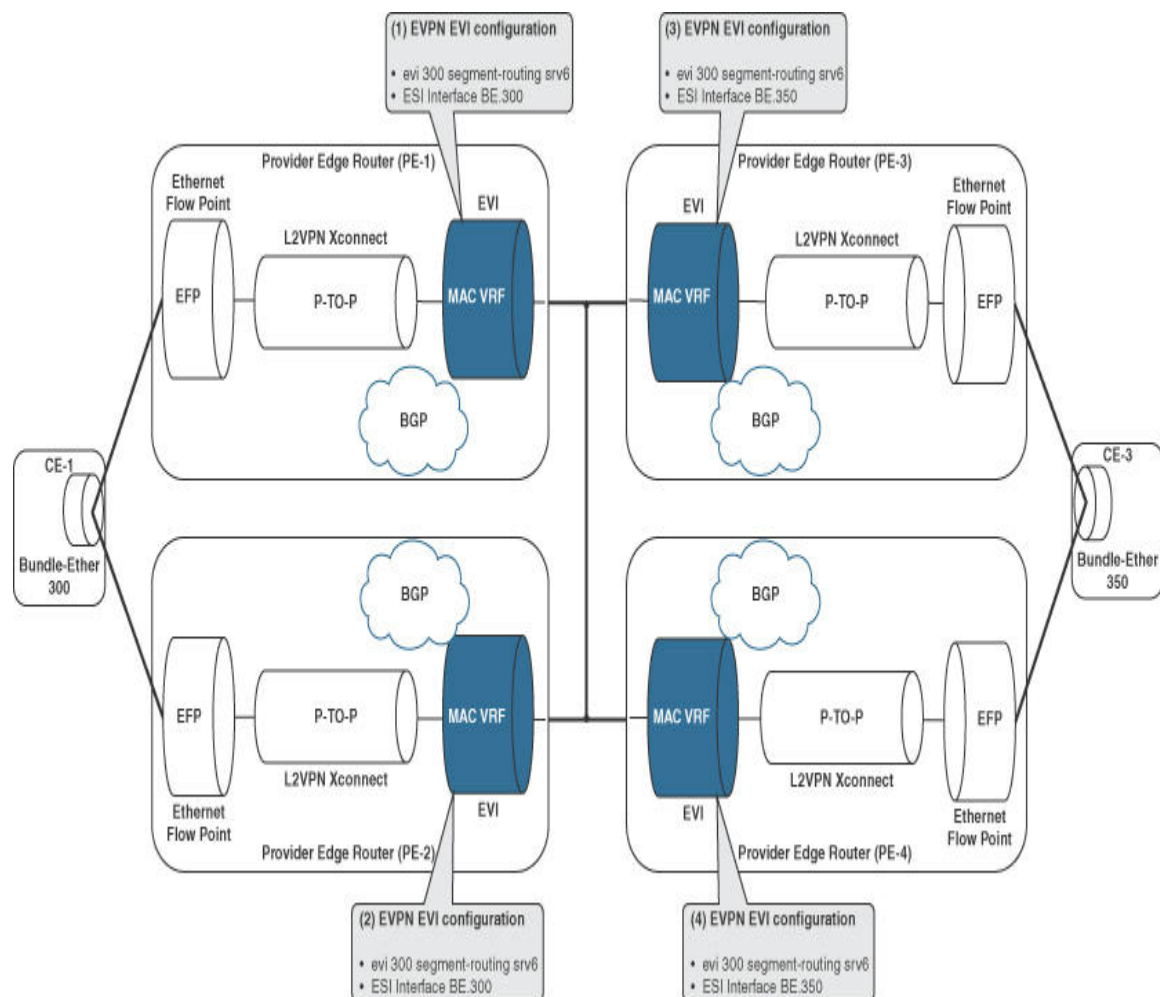 (1) EVPN EVI configuration
• evi 300 segment-routing srv6
• ESI Interface BE.300
(3) EVPN EVI configuration
• evi 300 segment-routing srv6
• ESI Interface BE.350
Provider Edge Router (PE-1)
Ethernet
Flow Point
EFP
L2VPN Xconnect
P-TO-P
EVI
MAC VRF
BGP
Provider Edge Router (PE-3)
EVI
MAC VRF
L2VPN Xconnect
P-TO-P
Ethernet
Flow Point
EFP
BGP
CE-1
Bundle-Ether
300
CE-3
Bundle-Ether
350
BGP
EFP
P-TO-P
MAC VRF
L2VPN Xconnect
EVI
Ethernet
Flow Point
Provider Edge Router (PE-2)
BGP
MAC VRF
P-TO-P
EFP
L2VPN Xconnect
EVI
Ethernet
Flow Point
Provider Edge Router (PE-4)
(2) EVPN EVI configuration
• evi 300 segment-routing srv6
• ESI Interface BE.300
(4) EVPN EVI configuration
• evi 300 segment-routing srv6
• ESI Interface BE.350